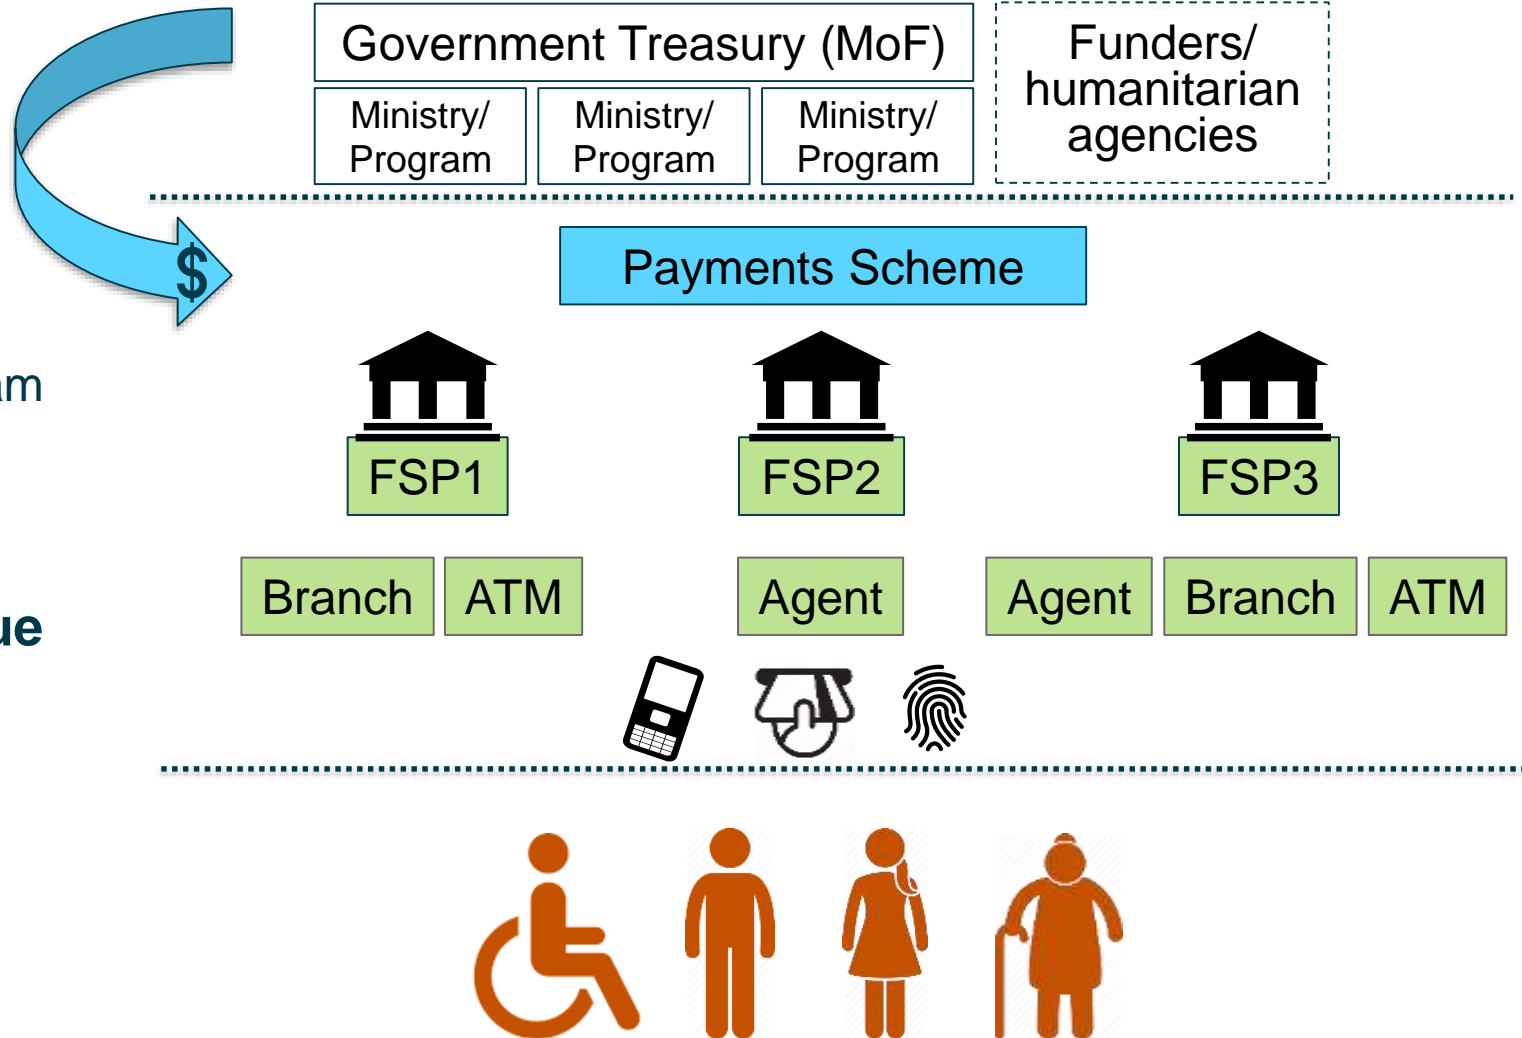 Government Treasury (MoF)
Funders/
humanitarian
agencies
Ministry/
Program
Ministry/
Program
Ministry/
Program
$
Payments Scheme
FSP1
FSP2
FSP3
Branch
ATM
Agent
Agent
Branch
ATM